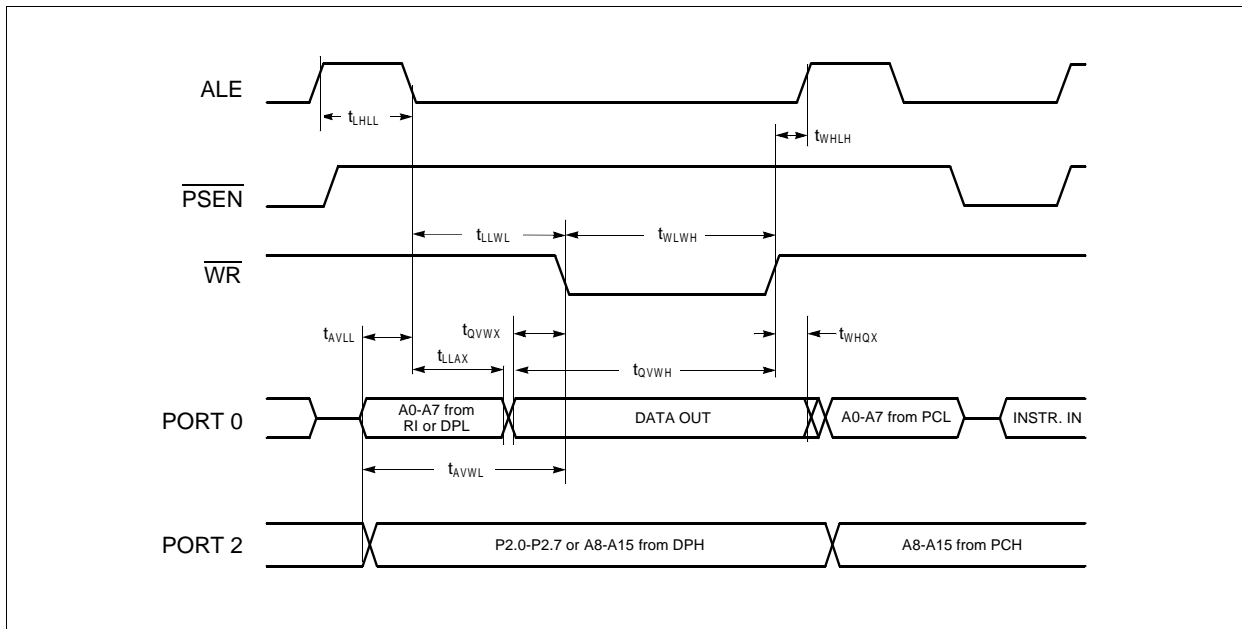 ALE
tLHLL
tWHLH
PSEN
tLLWL
tWLWH
WR
tAVLL
tQVWX
tWHQX
tLLAX
tQVWH
PORT 0
A0-A7 from
RI or DPL
DATA OUT
A0-A7 from PCL
INSTR. IN
tAVWL
PORT 2
P2.0-P2.7 or A8-A15 from DPH
A8-A15 from PCH